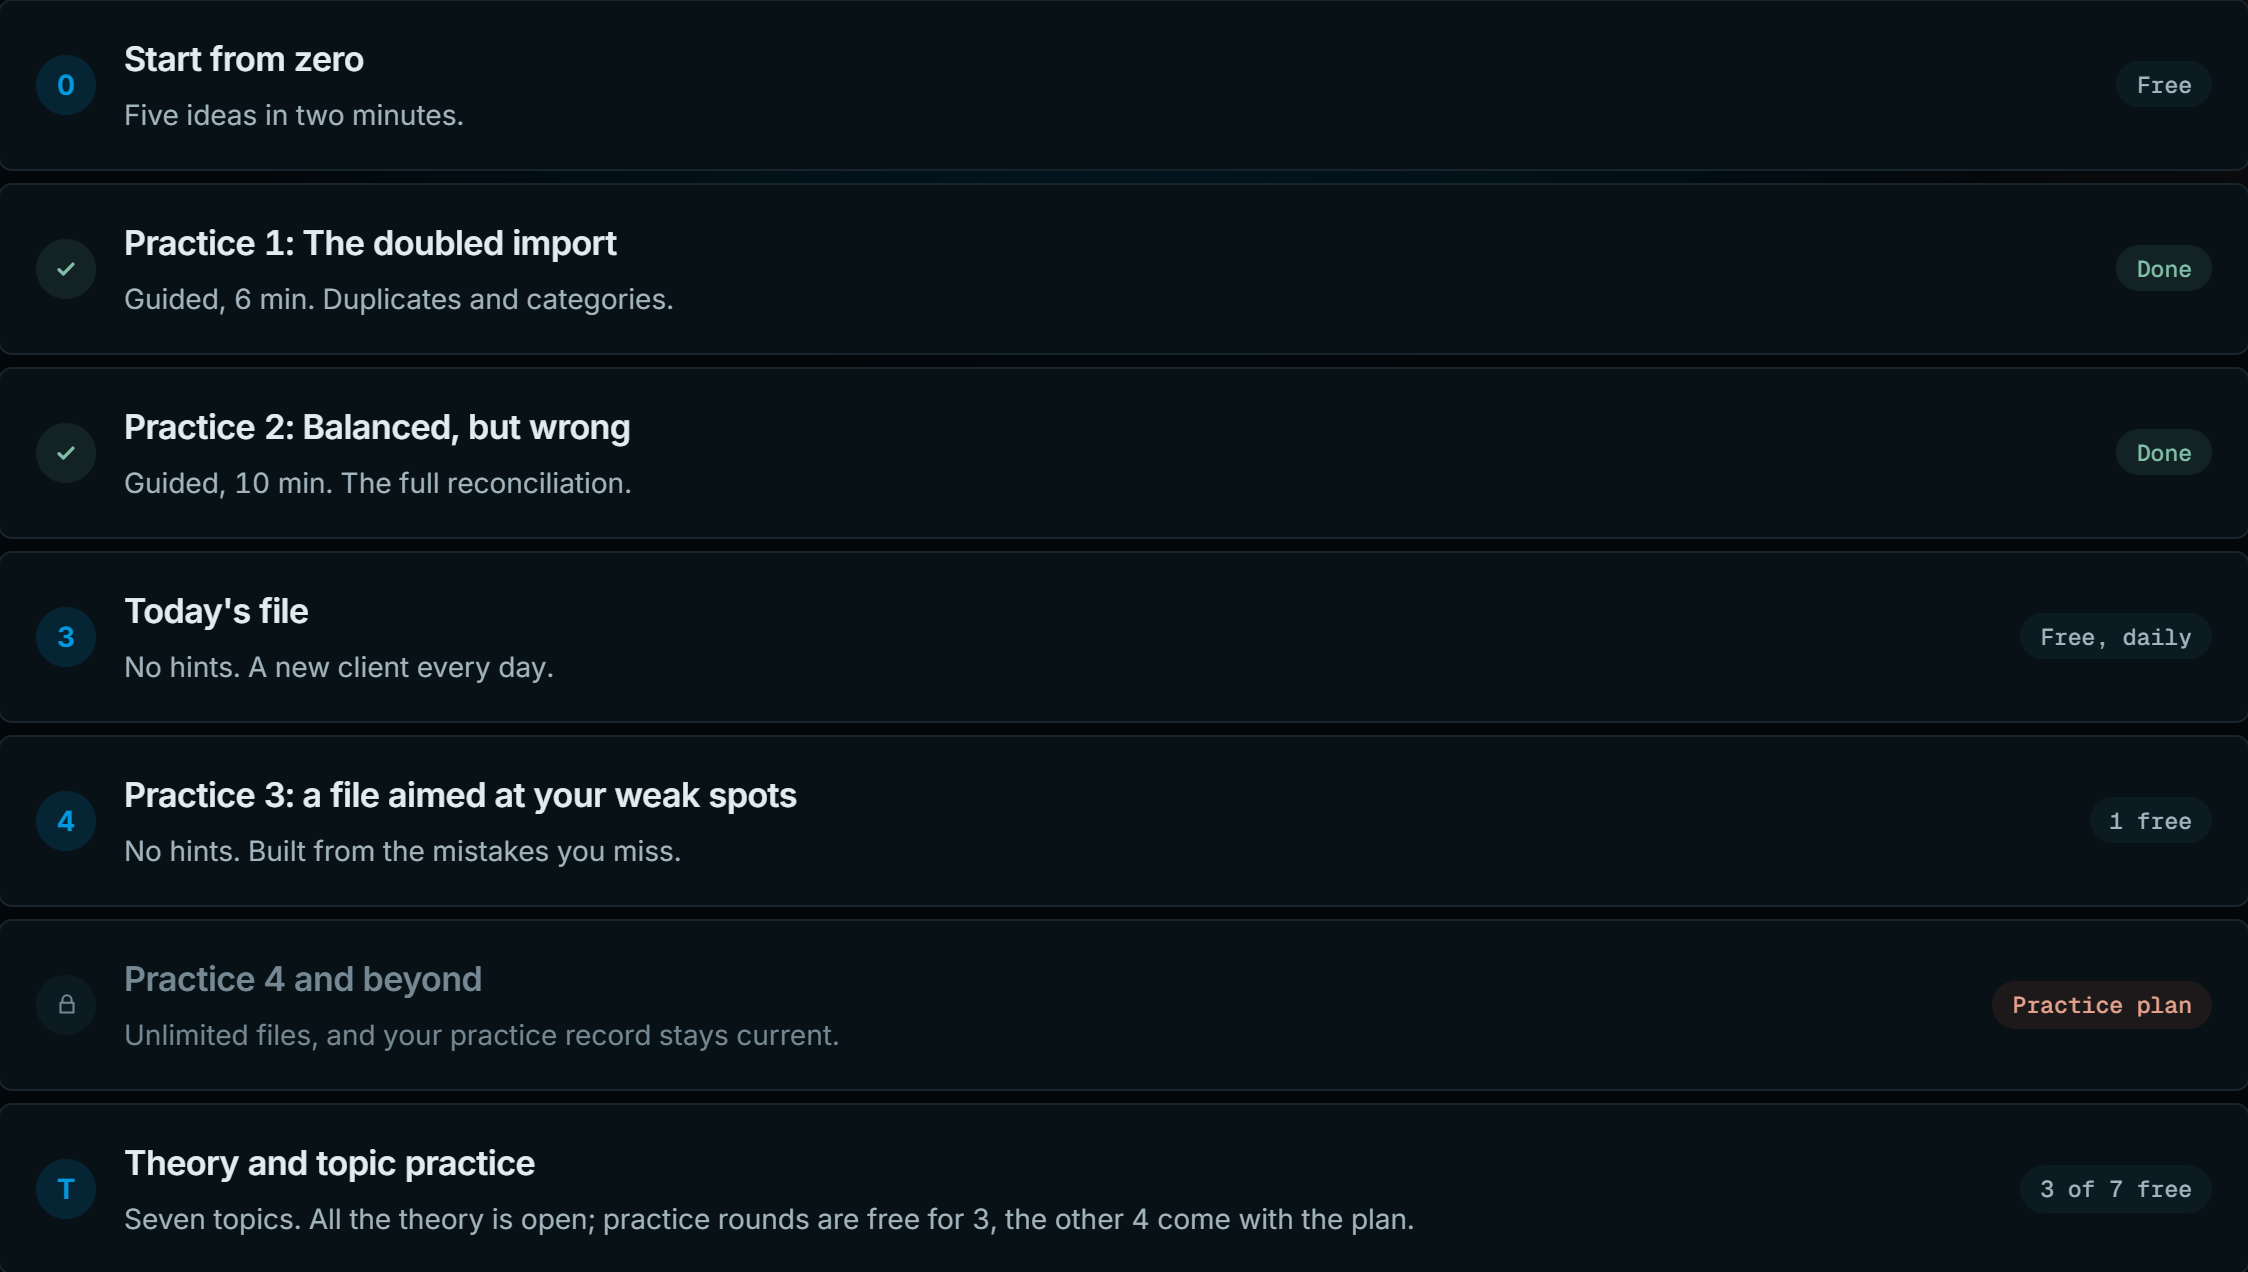 0
Start from zero
Five ideas in two minutes.
Free
Practice 1: The doubled import
Guided, 6 min. Duplicates and categories.
Done
Practice 2: Balanced, but wrong
Guided, 10 min. The full reconciliation.
Done
3
Today's file
No hints. A new client every day.
Free, daily
4
Practice 3: a file aimed at your weak spots
No hints. Built from the mistakes you miss.
1 free
Practice 4 and beyond
Unlimited files, and your practice record stays current.
Practice plan
T
Theory and topic practice
Seven topics. All the theory is open; practice rounds are free for 3, the other 4 come with the plan.
3 of 7 free